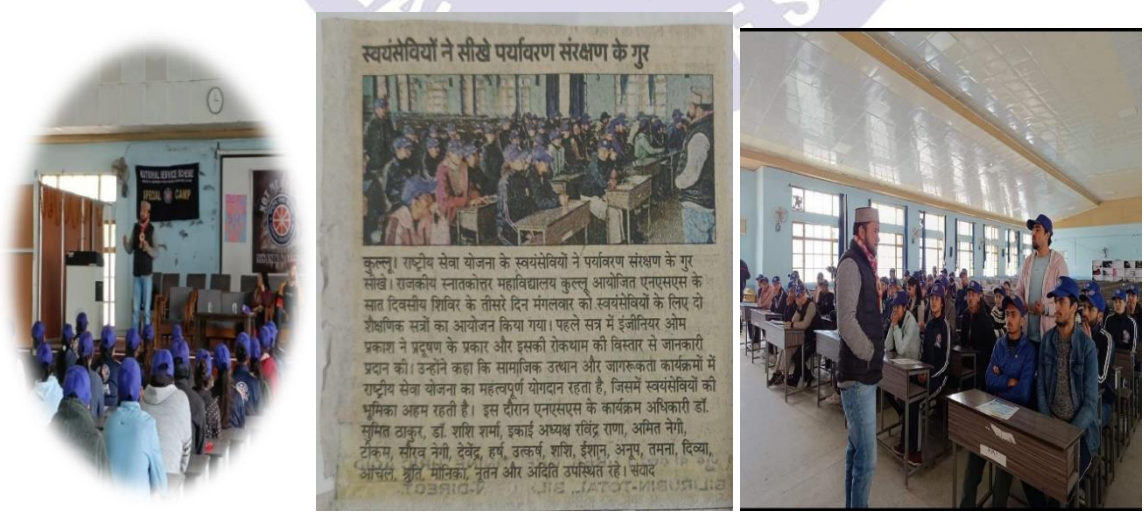 NATIONAL SERVICE SCHEME
SPECIAL CAMP
स्वयंसेवियों ने सीखे पर्यावरण संरक्षण के गुर
कुल्लू। राष्ट्रीय सेवा योजना के स्वयंसेवियों ने पर्यावरण संरक्षण के गुर
सीखे। राजकीय स्नातकोत्तर महाविद्यालय कुल्लू आयोजित एनएसएस के
सात दिवसीय शिविर के तीसरे दिन मंगलवार को स्वयंसेवियों के लिए दो
शैक्षणिक सत्रों का आयोजन किया गया। पहले सत्र में इंजीनियर ओम
प्रकाश ने प्रदूषण के प्रकार और इसकी रोकथाम की विस्तार से जानकारी
प्रदान की। उन्होंने कहा कि सामाजिक उत्थान और जागरूकता कार्यक्रमों में
राष्ट्रीय सेवा योजना का महत्वपूर्ण योगदान रहता है, जिसमें स्वयंसेवियों की
भूमिका अहम रहती है। इस दौरान एनएसएस के कार्यक्रम अधिकारी डॉ.
सुमित ठाकुर, डॉ. शशि शर्मा, इकाई अध्यक्ष रविंद्र राणा, अमित नेगी,
टीकम, सौरव नेगी, देवेंद्र, हर्ष, उत्कर्ष, शशि, ईशान, अनूप, तमना, दिव्या,
आंचल, श्रुति, मोनिका, नूतन और अदिति उपस्थित रहे। संवाद